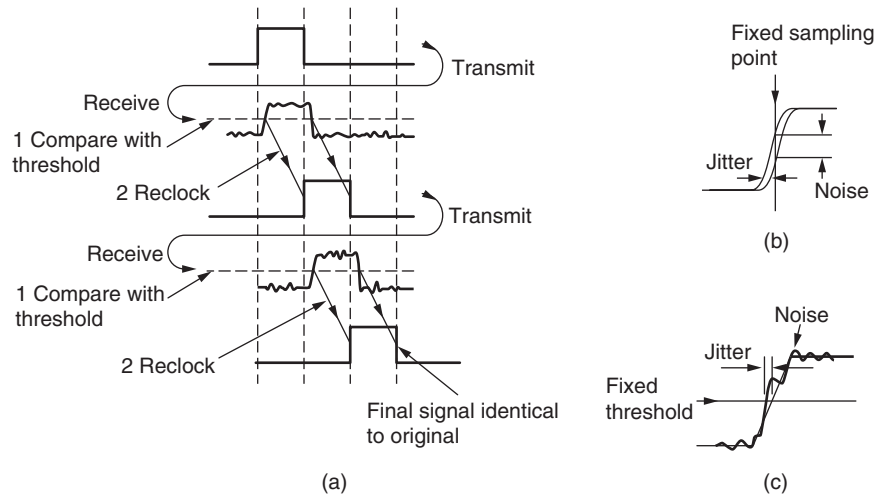 Transmit
Receive
1 Compare with
threshold
2 Reclock
Transmit
Receive
1 Compare with
threshold
2 Reclock
Final signal identical
to original
(a)
Fixed sampling
point
Jitter
Noise
(b)
Noise
Jitter
Fixed
threshold
(c)